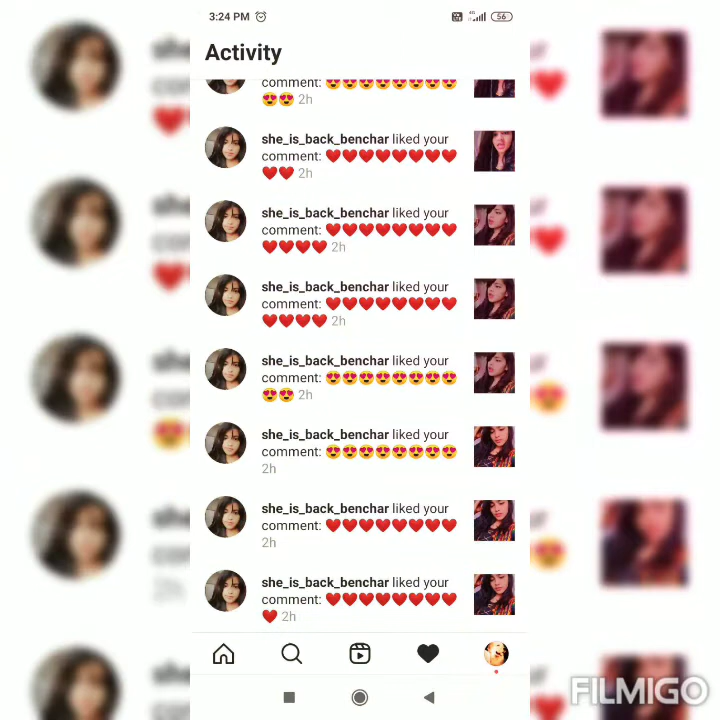 3:24 PM
56
Activity
comment: 😍😍😍😍😍😍😍😍
😍😍 2h
she_is_back_benchar liked your
comment: ❤️❤️❤️❤️❤️❤️❤️❤️
❤️❤️ 2h
she_is_back_benchar liked your
comment: ❤️❤️❤️❤️❤️❤️❤️❤️
❤️❤️❤️❤️ 2h
she_is_back_benchar liked your
comment: ❤️❤️❤️❤️❤️❤️❤️❤️
❤️❤️❤️❤️ 2h
she_is_back_benchar liked your
comment: 😍😍😍😍😍😍😍😍
😍😍 2h
she_is_back_benchar liked your
comment: 😍😍😍😍😍😍😍😍
2h
she_is_back_benchar liked your
comment: ❤️❤️❤️❤️❤️❤️❤️❤️
2h
she_is_back_benchar liked your
comment: ❤️❤️❤️❤️❤️❤️❤️❤️
❤️ 2h
FILMIGO